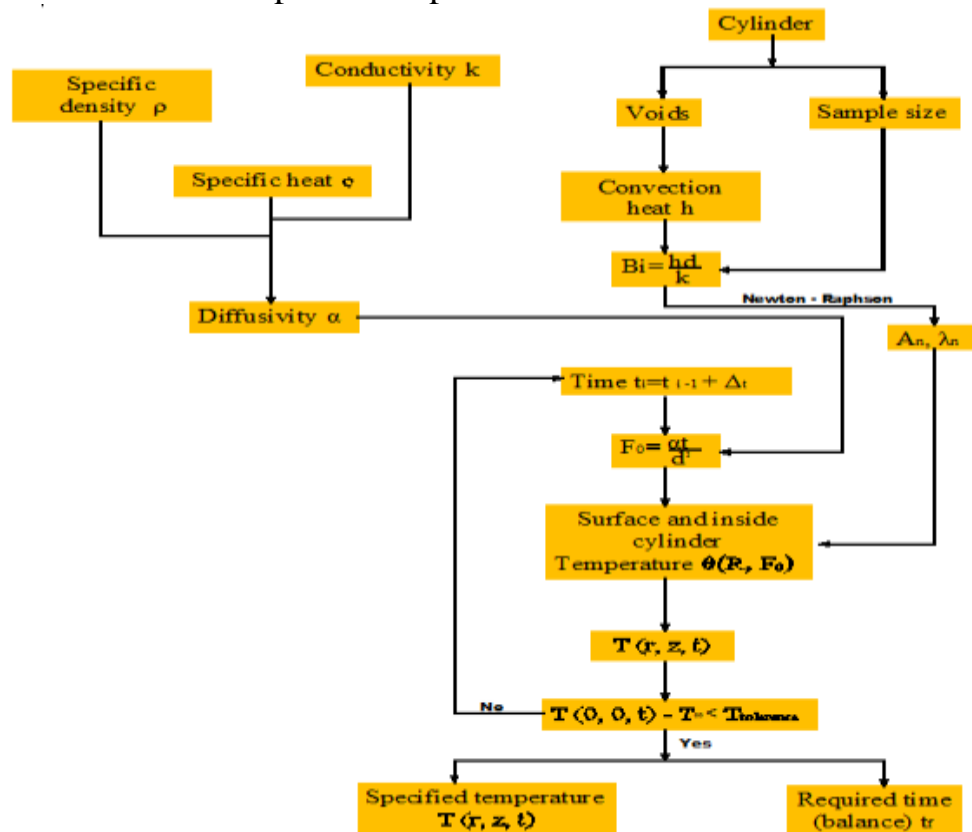 Cylinder
Conductivity k
Specific
density ρ
Voids
Sample size
Specific heat
Convection
heat h
Bi= hd
k
Newton - Raphson
Diffusivity α
Aₙ, λₙ
Time tᵢ=t ᵢ₋₁ + Δₜ
F₀= αt
d²
Surface and inside
cylinder
Temperature θ(R, F₀)
T (r, z, t)
No
T (0, 0, t) - T∞ < Ttolerance
Yes
Specified temperature
T (r, z, t)
Required time
(balance) tr